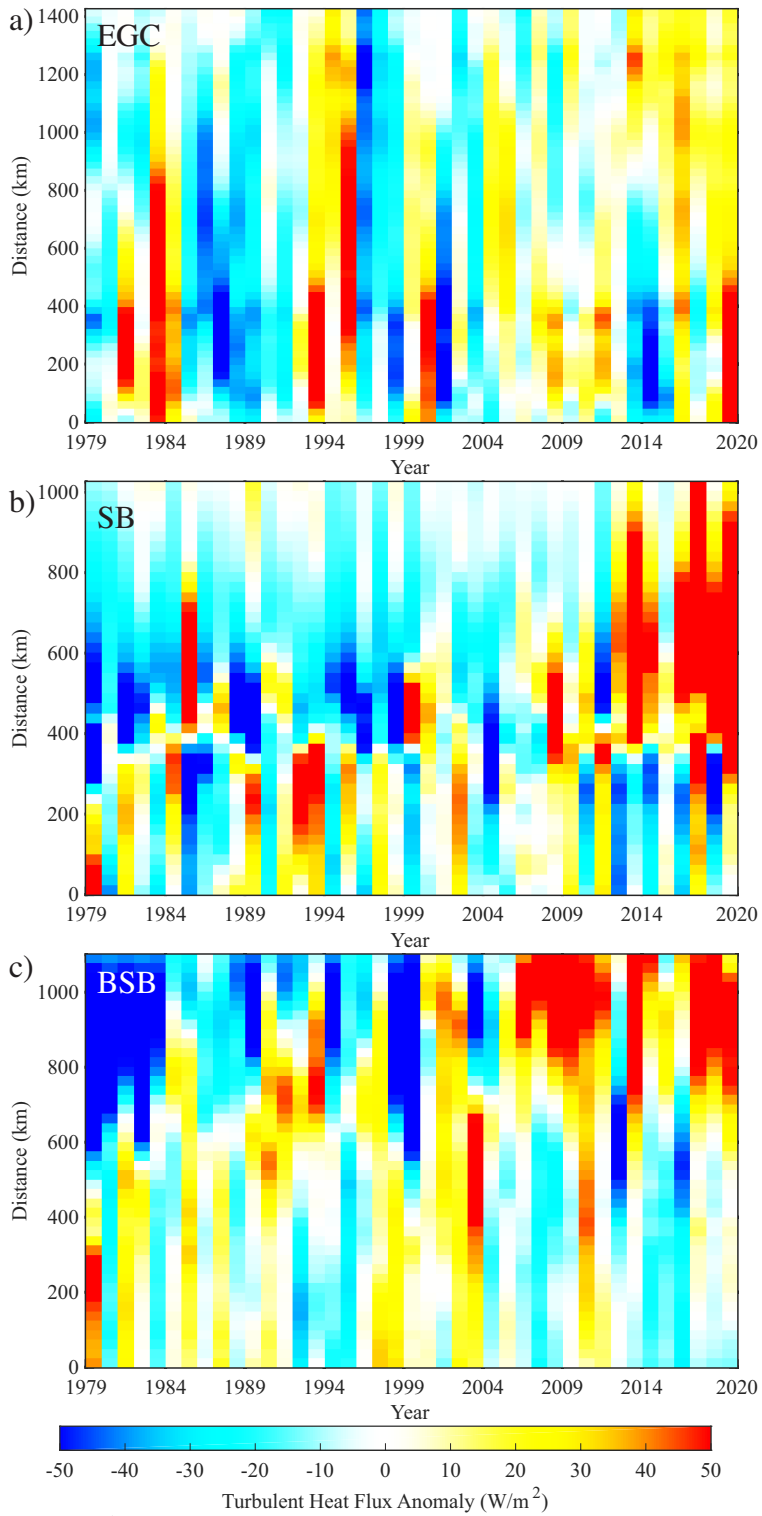 a)
EGC
1400
1200
1000
800
600
400
200
0
Distance (km)
1979 1984 1989 1994 1999 2004 2009 2014 2020
Year
b)
SB
1000
800
600
400
200
0
Distance (km)
1979 1984 1989 1994 1999 2004 2009 2014 2020
Year
c)
BSB
1000
800
600
400
200
0
Distance (km)
1979 1984 1989 1994 1999 2004 2009 2014 2020
Year
-50 -40 -30 -20 -10 0 10 20 30 40 50
Turbulent Heat Flux Anomaly (W/m²)